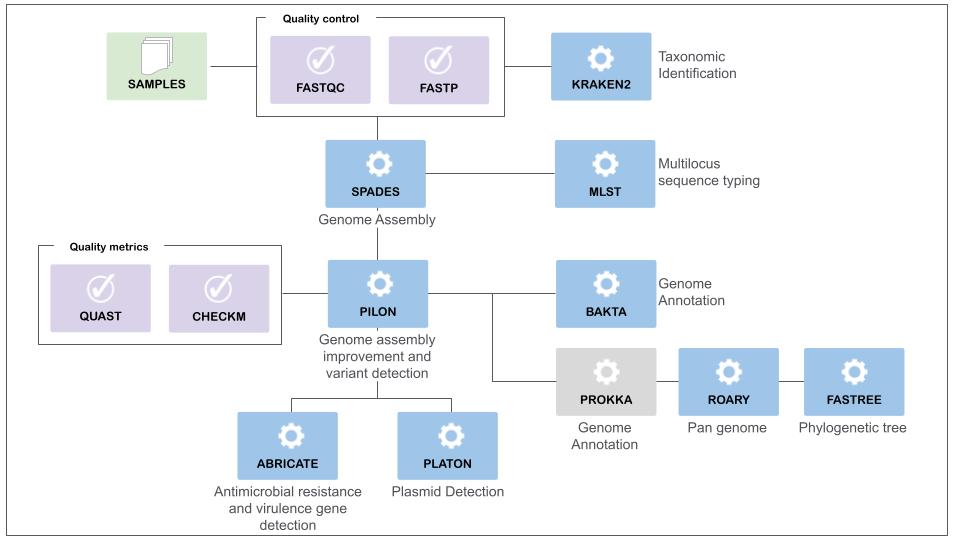 Quality control
SAMPLES
FASTQC
FASTP
KRAKEN2
Taxonomic
Identification
SPADES
Genome Assembly
MLST
Multilocus
sequence typing
Quality metrics
QUAST
CHECKM
PILON
Genome assembly
improvement and
variant detection
BAKTA
Genome
Annotation
PROKKA
Genome
Annotation
ROARY
Pan genome
FASTREE
Phylogenetic tree
ABRICATE
Antimicrobial resistance
and virulence gene
detection
PLATON
Plasmid Detection